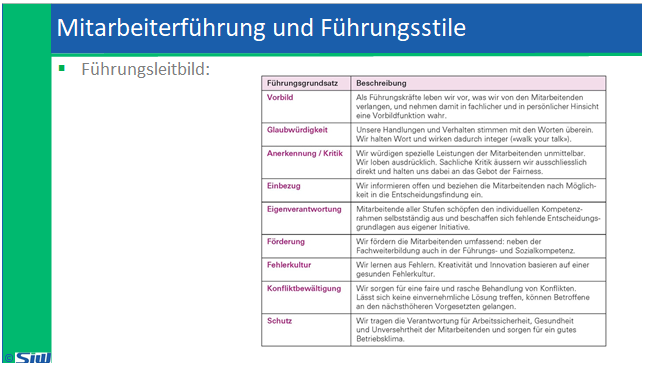 Mitarbeiterführung und Führungsstile
Führungsleitbild:
Führungsgrundsatz Beschreibung
Vorbild Als Führungskräfte leben wir vor, was wir von den Mitarbeitenden
verlangen, und nehmen damit in fachlicher und in persönlicher Hinsicht
eine Vorbildfunktion wahr.
Glaubwürdigkeit Unsere Handlungen und Verhalten stimmen mit den Worten überein.
Wir halten Wort und wirken dadurch integer («walk your talk»).
Anerkennung / Kritik Wir würdigen spezielle Leistungen der Mitarbeitenden unmittelbar.
Wir loben ausdrücklich. Sachliche Kritik äussern wir ausschliesslich
direkt und halten uns dabei an das Gebot der Fairness.
Einbezug Wir informieren offen und beziehen die Mitarbeitenden nach Möglich-
keit in die Entscheidungsfindung ein.
Eigenverantwortung Mitarbeitende aller Stufen schöpfen den individuellen Kompetenz-
rahmen selbstständig aus und beschaffen sich fehlende Entscheidungs-
grundlagen aus eigener Initiative.
Förderung Wir fördern die Mitarbeitenden umfassend: neben der
Fachweiterbildung auch in der Führungs- und Sozialkompetenz.
Fehlerkultur Wir lernen aus Fehlern. Kreativität und Innovation basieren auf einer
gesunden Fehlerkultur.
Konfliktbewältigung Wir sorgen für eine faire und rasche Behandlung von Konflikten.
Lässt sich keine einvernehmliche Lösung treffen, können Betroffene
an den nächsthöheren Vorgesetzten gelangen.
Schutz Wir tragen die Verantwortung für Arbeitssicherheit, Gesundheit
und Unversehrtheit der Mitarbeitenden und sorgen für ein gutes
Betriebsklima.